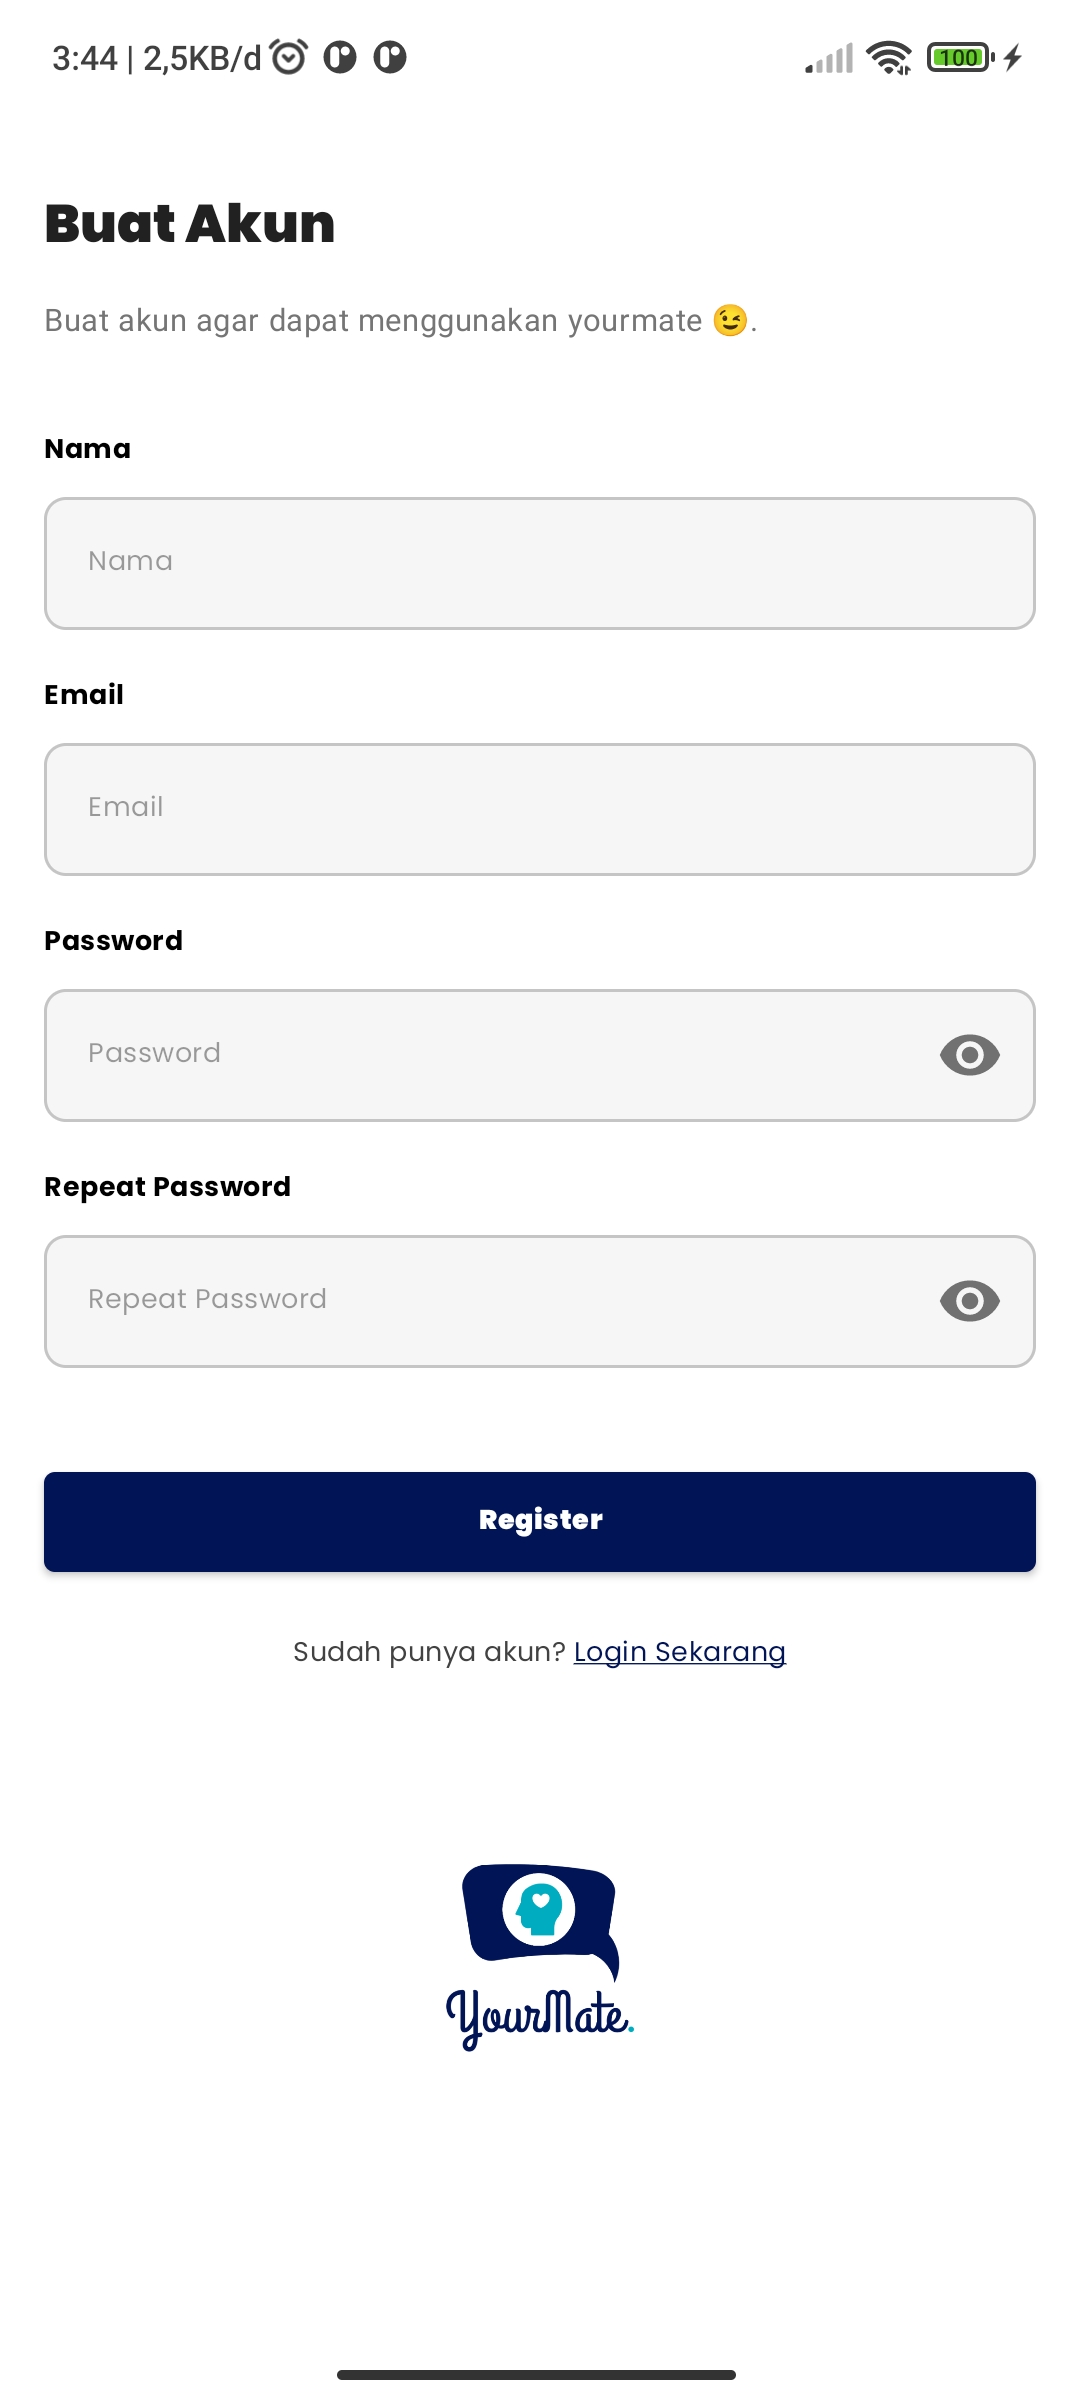 3:44 | 2,5KB/d
100
Buat Akun
Buat akun agar dapat menggunakan yourmate 😉.
Nama
Nama
Email
Email
Password
Password
Repeat Password
Repeat Password
Register
Sudah punya akun? Login Sekarang
YourMate.